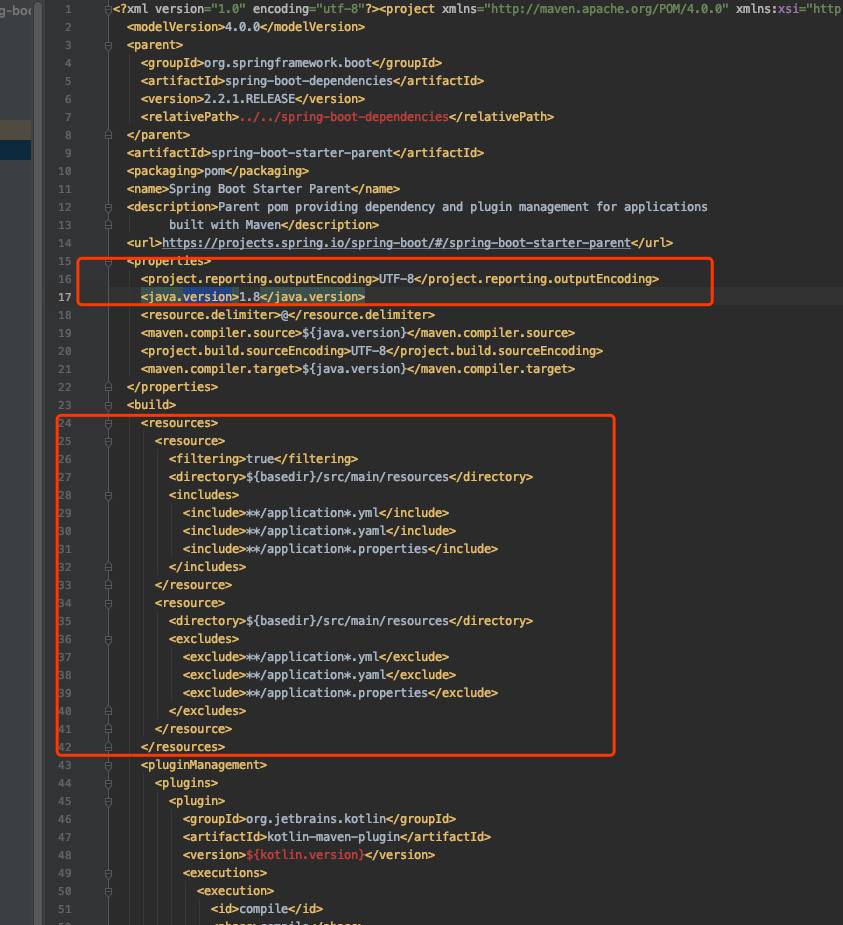 g-boo
1 <?xml version="1.0" encoding="utf-8"?><project xmlns="http://maven.apache.org/POM/4.0.0" xmlns:xsi="http
2 <modelVersion>4.0.0</modelVersion>
3 <parent>
4 <groupId>org.springframework.boot</groupId>
5 <artifactId>spring-boot-dependencies</artifactId>
6 <version>2.2.1.RELEASE</version>
7 <relativePath>../../spring-boot-dependencies</relativePath>
8 </parent>
9 <artifactId>spring-boot-starter-parent</artifactId>
10 <packaging>pom</packaging>
11 <name>Spring Boot Starter Parent</name>
12 <description>Parent pom providing dependency and plugin management for applications
13 built with Maven</description>
14 <url>https://projects.spring.io/spring-boot/#/spring-boot-starter-parent</url>
15 <properties>
16 <project.reporting.outputEncoding>UTF-8</project.reporting.outputEncoding>
17 <java.version>1.8</java.version>
18 <resource.delimiter>@</resource.delimiter>
19 <maven.compiler.source>${java.version}</maven.compiler.source>
20 <project.build.sourceEncoding>UTF-8</project.build.sourceEncoding>
21 <maven.compiler.target>${java.version}</maven.compiler.target>
22 </properties>
23 <build>
24 <resources>
25 <resource>
26 <filtering>true</filtering>
27 <directory>${basedir}/src/main/resources</directory>
28 <includes>
29 <include>**/application*.yml</include>
30 <include>**/application*.yaml</include>
31 <include>**/application*.properties</include>
32 </includes>
33 </resource>
34 <resource>
35 <directory>${basedir}/src/main/resources</directory>
36 <excludes>
37 <exclude>**/application*.yml</exclude>
38 <exclude>**/application*.yaml</exclude>
39 <exclude>**/application*.properties</exclude>
40 </excludes>
41 </resource>
42 </resources>
43 <pluginManagement>
44 <plugins>
45 <plugin>
46 <groupId>org.jetbrains.kotlin</groupId>
47 <artifactId>kotlin-maven-plugin</artifactId>
48 <version>${kotlin.version}</version>
49 <executions>
50 <execution>
51 <id>compile</id>